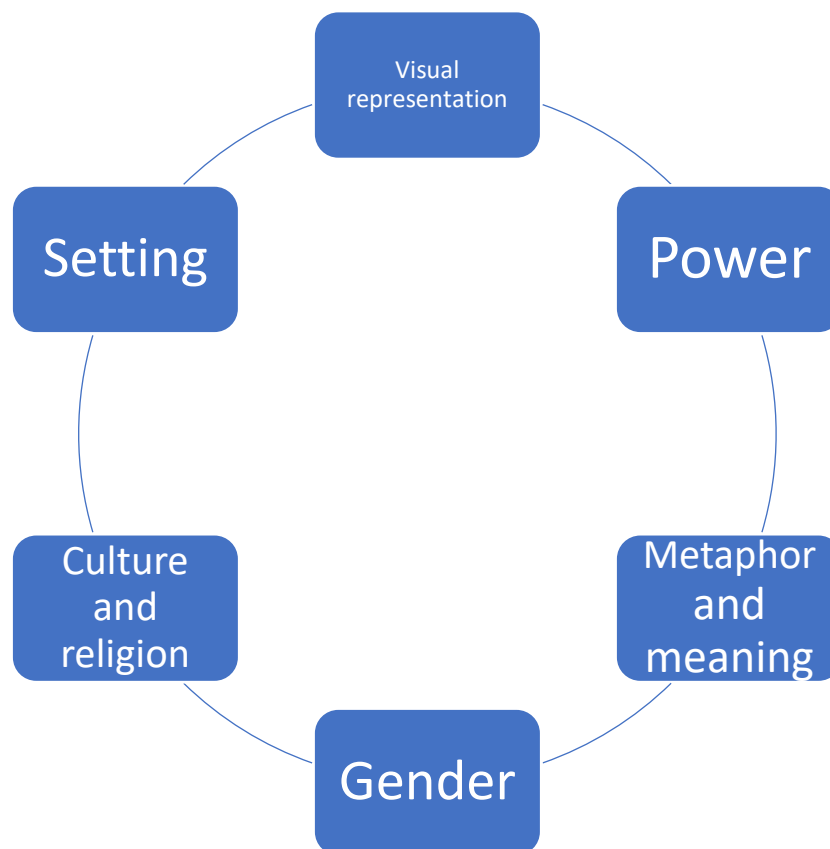 Visual
representation
Power
Metaphor
and
meaning
Gender
Culture
and
religion
Setting